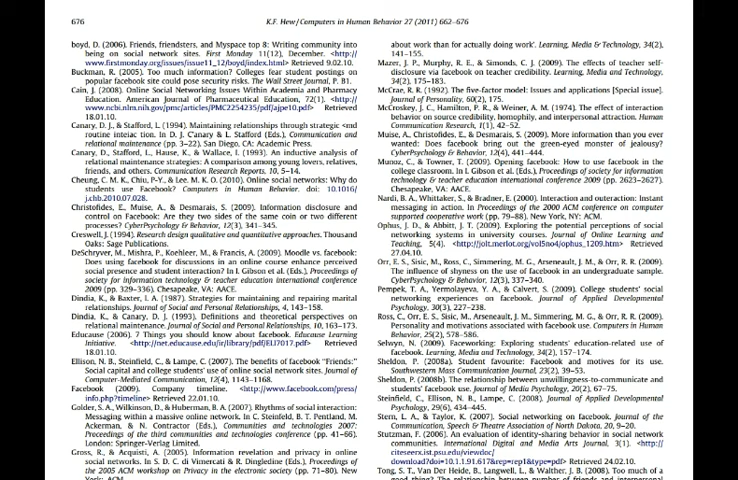 676
K.F. Hew / Computers in Human Behavior 27 (2011) 662–676
boyd, D. (2006). Friends, friendsters, and Myspace top 8: Writing community into
being on social network sites. First Monday 11(12), December. <http://
www.firstmonday.org/issues/issue11_12/boyd/index.html> Retrieved 9.02.10.
Buckman, R. (2005). Too much information? Colleges fear student postings on
popular facebook site could pose security risks. The Wall Street Journal, P. B1.
Cain, J. (2008). Online Social Networking Issues Within Academia and Pharmacy
Education. American Journal of Pharmaceutical Education, 72(1). <http://
www.ncbi.nlm.nih.gov/pmc/articles/PMC2254235/pdf/ajpe10.pdf> Retrieved
18.01.10.
Canary, D. J., & Stafford, L. (1994). Maintaining relationships through strategic <nd
routine inteiac tion. In D. J. Canary & L. Stafford (Eds.), Communication and
relational maintenance (pp. 3–22). San Diego, CA: Academic Press.
Canary, D., Stafford, L., Hause, K., & Wallace, l. (1993). An inductive analysis of
relational maintenance strategies: A comparison among young lovers, relatives,
friends, and others. Communication Research Reports, 10, 5–14.
Cheung, C. M. K., Chiu, P-Y., & Lee, M. K. O. (2010). Online social networks: Why do
students use Facebook? Computers in Human Behavior. doi: 10.1016/
j.chb.2010.07.028.
Christofides, E., Muise, A., & Desmarais, S. (2009). Information disclosure and
control on Facebook: Are they two sides of the same coin or two different
processes? CyberPsychology & Behavior, 12(3), 341–345.
Creswell, J. (1994). Research design qualitative and quantitative approaches. Thousand
Oaks: Sage Publications.
DeSchryver, M., Mishra, P., Koehleer, M., & Francis, A. (2009). Moodle vs. facebook:
Does using facebook for discussions in an online course enhance perceived
social presence and student interaction? In I. Gibson et al. (Eds.), Proceedings of
society for information technology & teacher education international conference
2009 (pp. 329–336). Chesapeake, VA: AACE.
Dindia, K., & Baxter, l. A. (1987). Strategies for maintaining and repairing marital
relationships. Journal of Social and Personal Relationships, 4, 143–158.
Dindia, K., & Canary, D. J. (1993). Definitions and theoretical perspectives on
relational maintenance. Journal of Social and Personal Relationships, 10, 163–173.
Educause (2006). 7 Things you should know about facebook. Educause Learning
Initiative. <http://net.educause.edu/ir/library/pdf/ELI7017.pdf> Retrieved
18.01.10.
Ellison, N. B., Steinfield, C., & Lampe, C. (2007). The benefits of facebook "Friends:"
Social capital and college students' use of online social network sites. Journal of
Computer-Mediated Communication, 12(4), 1143–1168.
Facebook (2009). Company timeline. <http://www.facebook.com/press/
info.php?timeline> Retrieved 22.01.10.
Golder, S. A., Wilkinson, D., & Huberman, B. A. (2007). Rhythms of social interaction:
Messaging within a massive online network. In C. Steinfield, B. T. Pentland, M.
Ackerman, & N. Contractor (Eds.), Communities and technologies 2007:
Proceedings of the third communities and technologies conference (pp. 41–66).
London: Springer-Verlag Limited.
Gross, R., & Acquisti, A. (2005). Information revelation and privacy in online
social networks. In S. D. C. di Vimercati & R. Dingledine (Eds.), Proceedings of
the 2005 ACM workshop on Privacy in the electronic society (pp. 71–80). New
York: ACM.
about work than for actually doing work'. Learning, Media & Technology, 34(2),
141–155.
Mazer, J. P., Murphy, R. E., & Simonds, C. J. (2009). The effects of teacher self-
disclosure via facebook on teacher credibility. Learning, Media and Technology,
34(2), 175–183.
McCrae, R. R. (1992). The five-factor model: Issues and applications [Special issue].
Journal of Personality, 60(2), 175.
McCroskey, J. C., Hamilton, P. R., & Weiner, A. M. (1974). The effect of interaction
behavior on source credibility, homophily, and interpersonal attraction. Human
Communication Research, 1(1), 42–52.
Muise, A., Christofides, E., & Desmarais, S. (2009). More information than you ever
wanted: Does facebook bring out the green-eyed monster of jealousy?
CyberPsychology & Behavior, 12(4), 441–444.
Munoz, C., & Towner, T. (2009). Opening facebook: How to use facebook in the
college classroom. In I. Gibson et al. (Eds.), Proceedings of society for information
technology & teacher education international conference 2009 (pp. 2623–2627).
Chesapeake, VA: AACE.
Nardi, B. A., Whittaker, S., & Bradner, E. (2000). Interaction and outeraction: Instant
messaging in action. In Proceedings of the 2000 ACM conference on computer
supported cooperative work (pp. 79–88). New York, NY: ACM.
Ophus, J. D., & Abbitt, J. T. (2009). Exploring the potential perceptions of social
networking systems in university courses. Journal of Online Learning and
Teaching, 5(4). <http://jolt.merlot.org/vol5no4/ophus_1209.htm> Retrieved
27.04.10.
Orr, E. S., Sisic, M., Ross, C., Simmering, M. G., Arseneault, J. M., & Orr, R. R. (2009).
The influence of shyness on the use of facebook in an undergraduate sample.
CyberPsychology & Behavior, 12(3), 337–340.
Pempek, T. A., Yermolayeva, Y. A., & Calvert, S. (2009). College students' social
networking experiences on facebook. Journal of Applied Developmental
Psychology, 30(3), 227–238.
Ross, C., Orr, E. S., Sisic, M., Arseneault, J. M., Simmering, M. G., & Orr, R. R. (2009).
Personality and motivations associated with facebook use. Computers in Human
Behavior, 25(2), 578–586.
Selwyn, N. (2009). Faceworking: Exploring students' education-related use of
facebook. Learning, Media and Technology, 34(2), 157–174.
Sheldon, P. (2008a). Student favourite: Facebook and motives for its use.
Southwestern Mass Communication Journal, 23(2), 39–53.
Sheldon, P. (2008b). The relationship between unwillingness-to-communicate and
students' facebook use. Journal of Media Psychology, 20(2), 67–75.
Steinfield, C., Ellison, N. B., Lampe, C. (2008). Journal of Applied Developmental
Psychology, 29(6), 434–445.
Stern, L. A., & Taylor, K. (2007). Social networking on facebook. Journal of the
Communication, Speech & Theatre Association of North Dakota, 20, 9–20.
Stutzman, F. (2006). An evaluation of identity-sharing behavior in social network
communities. International Digital and Media Arts Journal, 3(1). <http://
citeseerx.ist.psu.edu/viewdoc/
download?doi=10.1.1.91.617&rep=rep1&type=pdf> Retrieved 24.02.10.
Tong, S. T., Van Der Heide, B., Langwell, L., & Walther, J. B. (2008). Too much of a
good thing? The relationship between number of friends and interpersonal